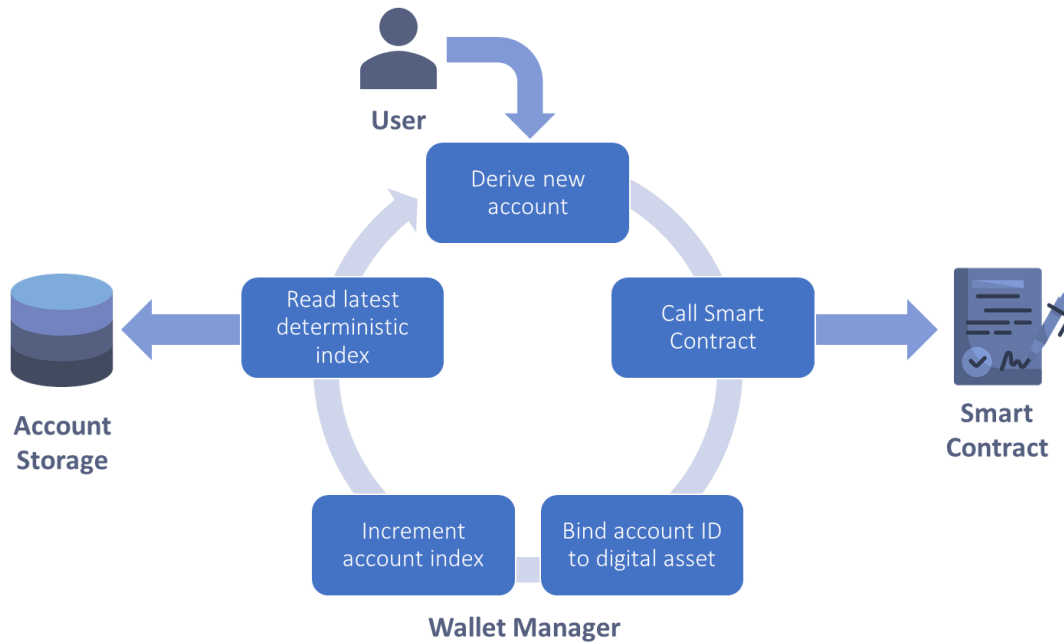 User
Derive new
account
Read latest
deterministic
index
Call Smart
Contract
Account
Storage
Smart
Contract
Increment
account index
Bind account ID
to digital asset
Wallet Manager